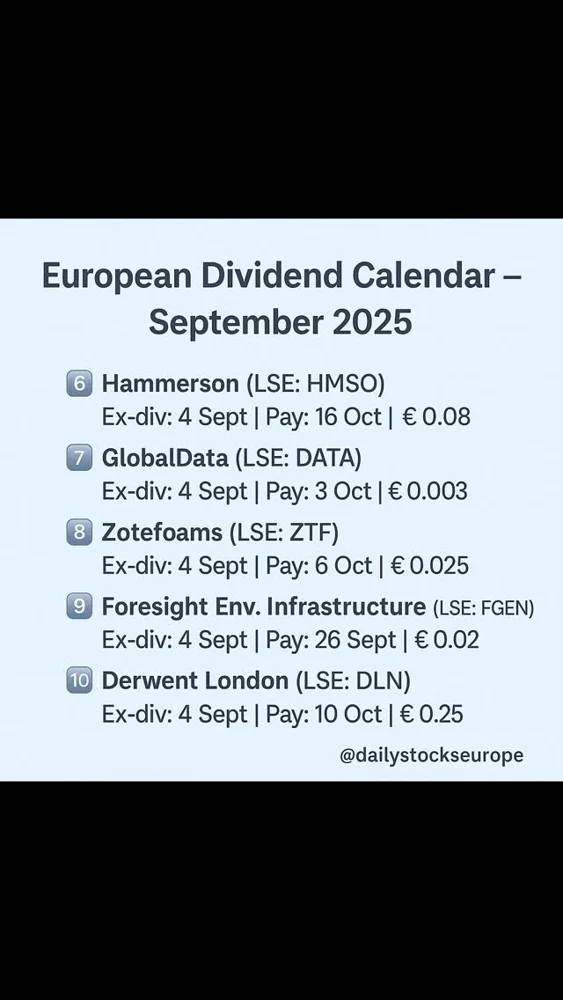 European Dividend Calendar –
September 2025
6 Hammerson (LSE: HMSO)
Ex-div: 4 Sept | Pay: 16 Oct | € 0.08
7 GlobalData (LSE: DATA)
Ex-div: 4 Sept | Pay: 3 Oct | € 0.003
8 Zotefoams (LSE: ZTF)
Ex-div: 4 Sept | Pay: 6 Oct | € 0.025
9 Foresight Env. Infrastructure (LSE: FGEN)
Ex-div: 4 Sept | Pay: 26 Sept | € 0.02
10 Derwent London (LSE: DLN)
Ex-div: 4 Sept | Pay: 10 Oct | € 0.25
@dailystockseurope